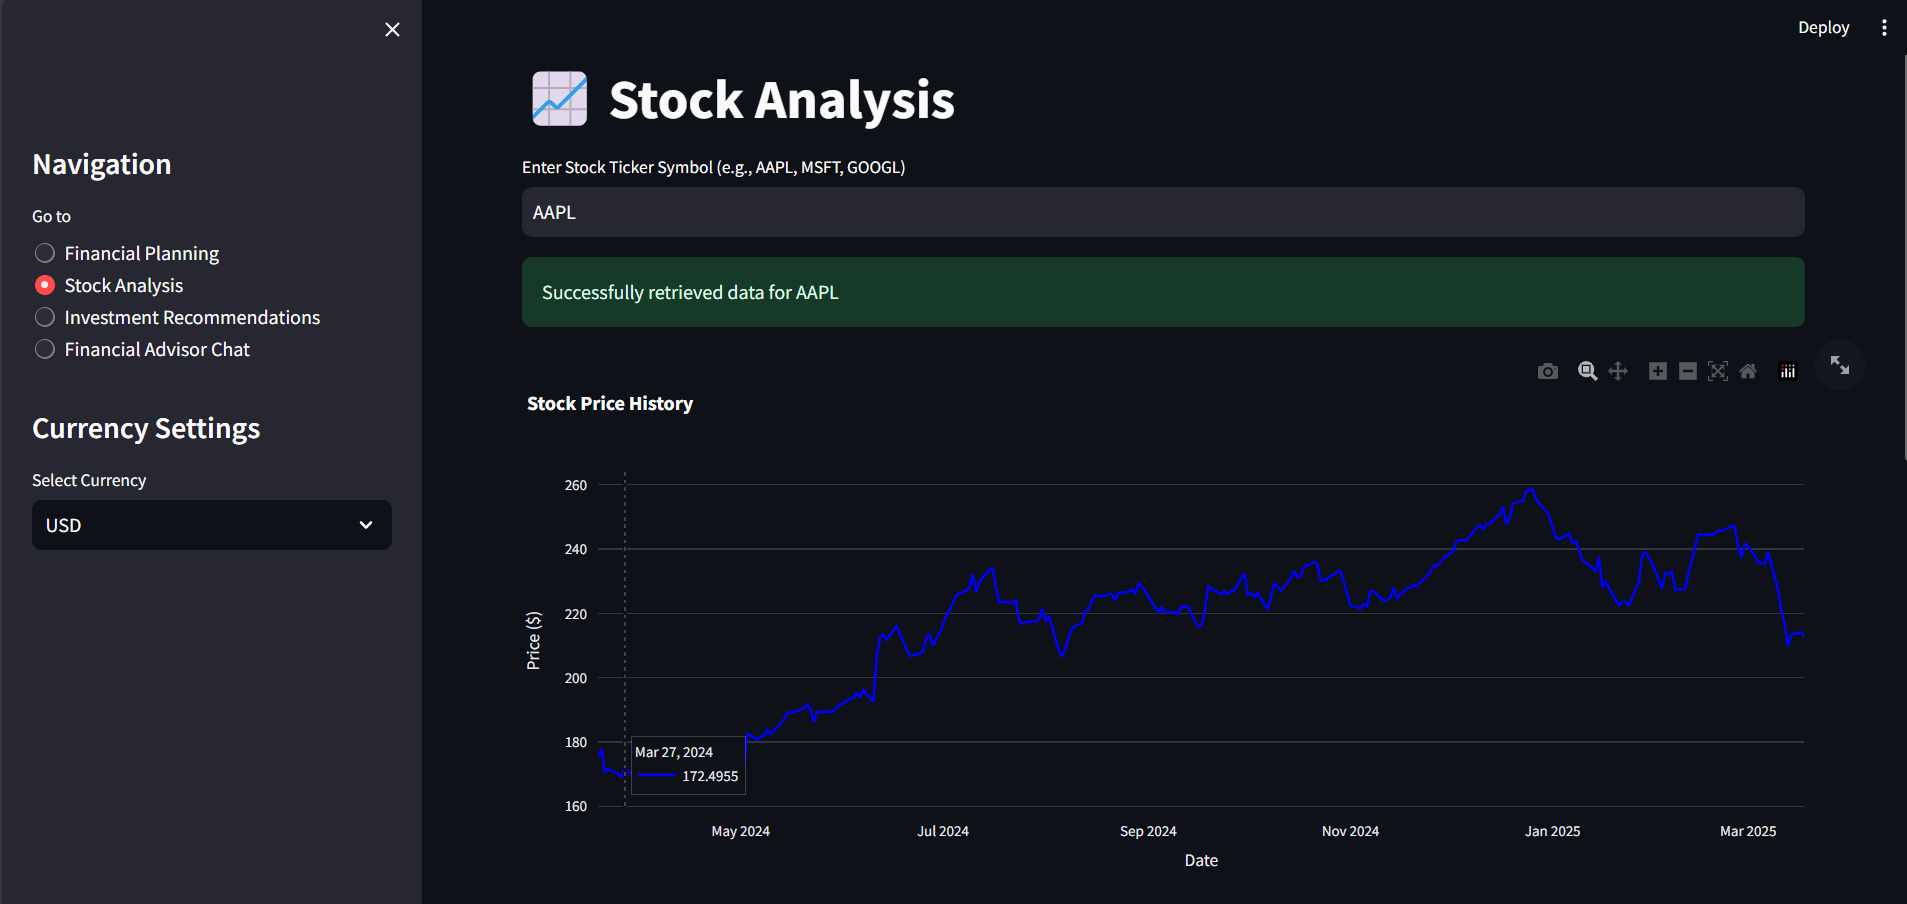 Deploy
Navigation
Go to
Financial Planning
Stock Analysis
Investment Recommendations
Financial Advisor Chat
Currency Settings
Select Currency
USD
Stock Analysis
Enter Stock Ticker Symbol (e.g., AAPL, MSFT, GOOGL)
AAPL
Successfully retrieved data for AAPL
Stock Price History
260
240
220
200
180
160
Price ($)
Mar 27, 2024
172.4955
May 2024
Jul 2024
Sep 2024
Nov 2024
Jan 2025
Mar 2025
Date